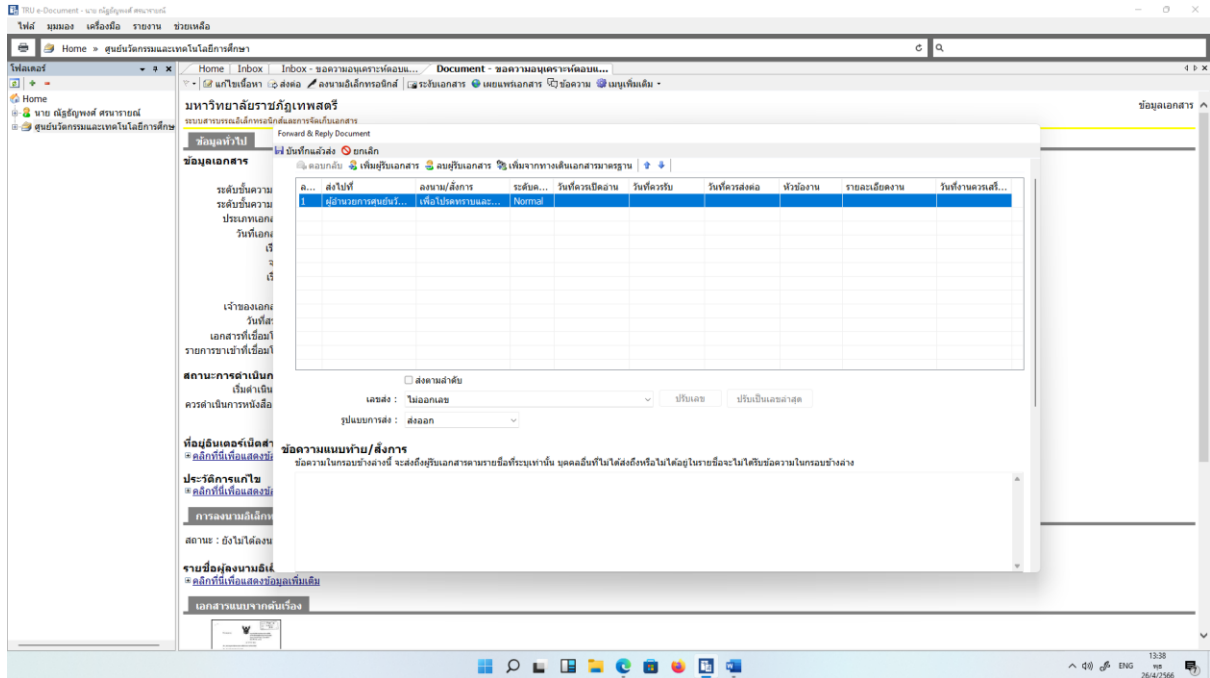 TRU e-Document - นาย ณัฐธัญพงศ์ ศรนารายณ์
ไฟล์ มุมมอง เครื่องมือ รายงาน ช่วยเหลือ
Home » ศูนย์นวัตกรรมและเทคโนโลยีการศึกษา
โฟลเดอร์
Home Inbox Inbox - ขอความอนุเคราะห์ตอบแ... Document - ขอความอนุเคราะห์ตอบแ...
แก้ไขเนื้อหา ส่งต่อ ลงนามอิเล็กทรอนิกส์ ระงับเอกสาร เผยแพร่เอกสาร ข้อความ เมนูเพิ่มเติม
Home
นาย ณัฐธัญพงศ์ ศรนารายณ์
ศูนย์นวัตกรรมและเทคโนโลยีการศึกษ
มหาวิทยาลัยราชภัฏเทพสตรี
ข้อมูลเอกสาร
ระบบสารบรรณอิเล็กทรอนิกส์และการจัดเก็บเอกสาร
ข้อมูลทั่วไป
Forward & Reply Document
บันทึกแล้วส่ง ยกเลิก
ข้อมูลเอกสาร
ตอบกลับ เพิ่มผู้รับเอกสาร ลบผู้รับเอกสาร เพิ่มจากทางเดินเอกสารมาตรฐาน
ล... ส่งไปที่ ลงนาม/สั่งการ ระดับค... วันที่ควรเปิดอ่าน วันที่ควรรับ วันที่ควรส่งต่อ หัวข้องาน รายละเอียดงาน วันที่งานควรเสร็...
1 ผู้อำนวยการศูนย์นวั... เพื่อโปรดทราบและ... Normal
ระดับชั้นความ
ระดับชั้นความ
ประเภทเอก
วันที่เอก
เจ้าของเอก
วันที่ส
เอกสารที่เชื่อมโ
รายการขาเข้าที่เชื่อมโ
สถานะการดำเนินก
เริ่มดำเนิน
ควรดำเนินการหนังสือ
ส่งตามลำดับ
เลขส่ง : ไม่ออกเลข ปรับเลข ปรับเป็นเลขล่าสุด
รูปแบบการส่ง : ส่งออก
ที่อยู่อินเตอร์เน็ตสำ
คลิกที่นี่เพื่อแสดงข้
ข้อความแนบท้าย/สั่งการ
ข้อความในกรอบข้างล่างนี้ จะส่งถึงผู้รับเอกสารตามรายชื่อที่ระบุเท่านั้น บุคคลอื่นที่ไม่ได้ส่งถึงหรือไม่ได้อยู่ในรายชื่อจะไม่ได้รับข้อความในกรอบข้างล่าง
ประวัติการแก้ไข
คลิกที่นี่เพื่อแสดงข้
การลงนามอิเล็กท
สถานะ : ยังไม่ได้ลงน
รายชื่อผู้ลงนามอิเล็
คลิกที่นี่เพื่อแสดงข้อมูลเพิ่มเติม
เอกสารแนบจากต้นเรื่อง
ENG
13:38
พุธ
26/4/2566